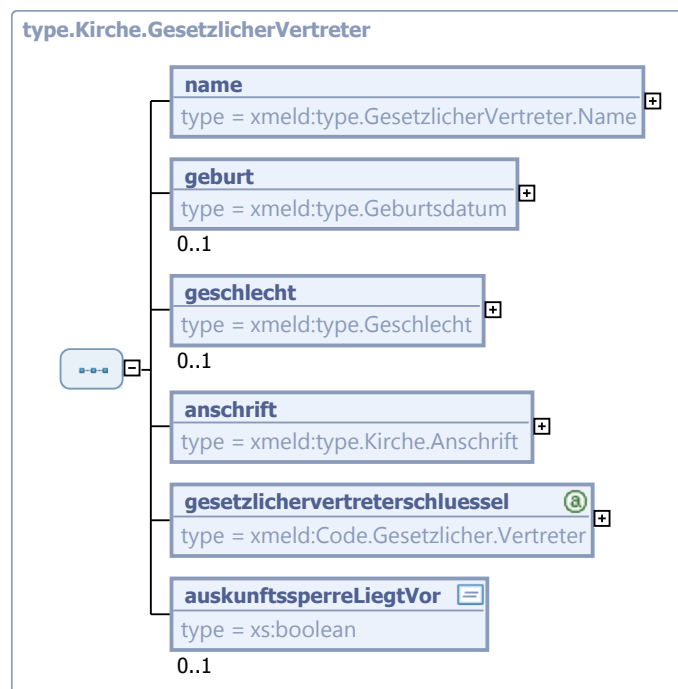 type.Kirche.GesetzlicherVertreter
name
type = xmeld:type.GesetzlicherVertreter.Name
geburt
type = xmeld:type.Geburtsdatum
0..1
geschlecht
type = xmeld:type.Geschlecht
0..1
anschrift
type = xmeld:type.Kirche.Anschrift
gesetzlichervertreterschluessel
type = xmeld:Code.Gesetzlicher.Vertreter
auskunftssperreLiegtVor
type = xs:boolean
0..1